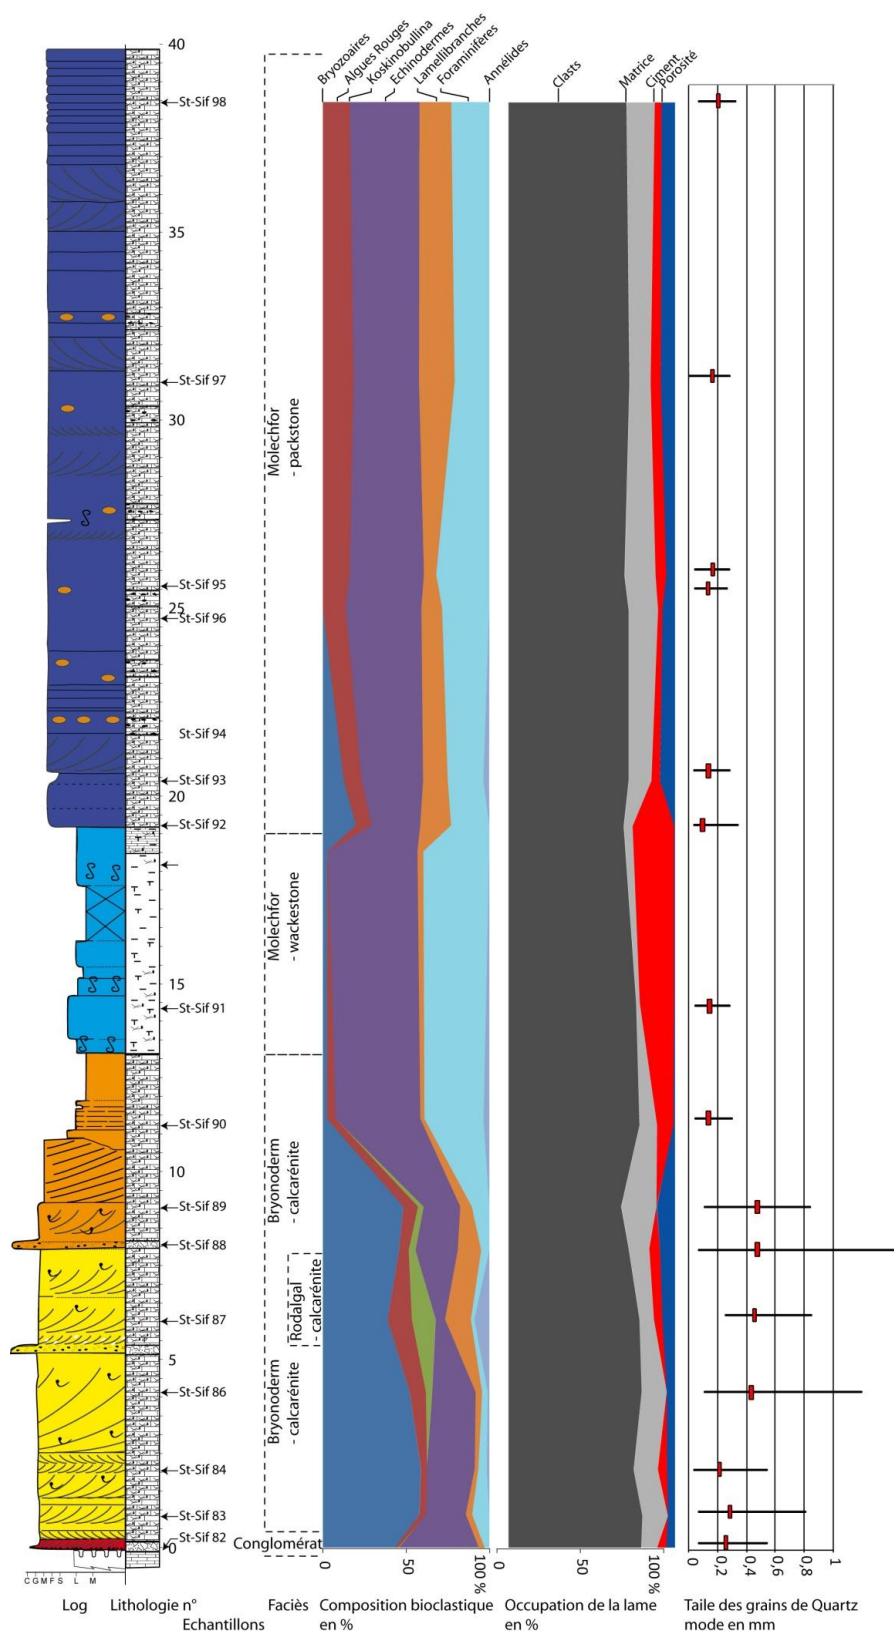 Bryozoaires
Algues Rouges
Koskinobullina
Echinodermes
Lamellibranches
Foraminifères
Annélides
Clasts
Matrice
Ciment
Porosité
40
St-Sif 98
35
St-Sif 97
30
St-Sif 95
25
St-Sif 96
St-Sif 94
St-Sif 93
20
St-Sif 92
15
St-Sif 91
St-Sif 90
10
St-Sif 89
St-Sif 88
St-Sif 87
5
St-Sif 86
St-Sif 84
St-Sif 83
St-Sif 82
0
Molechfor
- packstone
Molechfor
- wackestone
Bryonoderm
- calcarénite
Rodalgal
- calcarénite
Bryonoderm
- calcarénite
Conglomérat
C G M F S L M
0 50 100 %
0 50 100 %
0 0,2 0,4 0,6 0,8 1
Log Lithologie n° Echantillons
Faciès
Composition bioclastique
en %
Occupation de la lame
en %
Taile des grains de Quartz
mode en mm